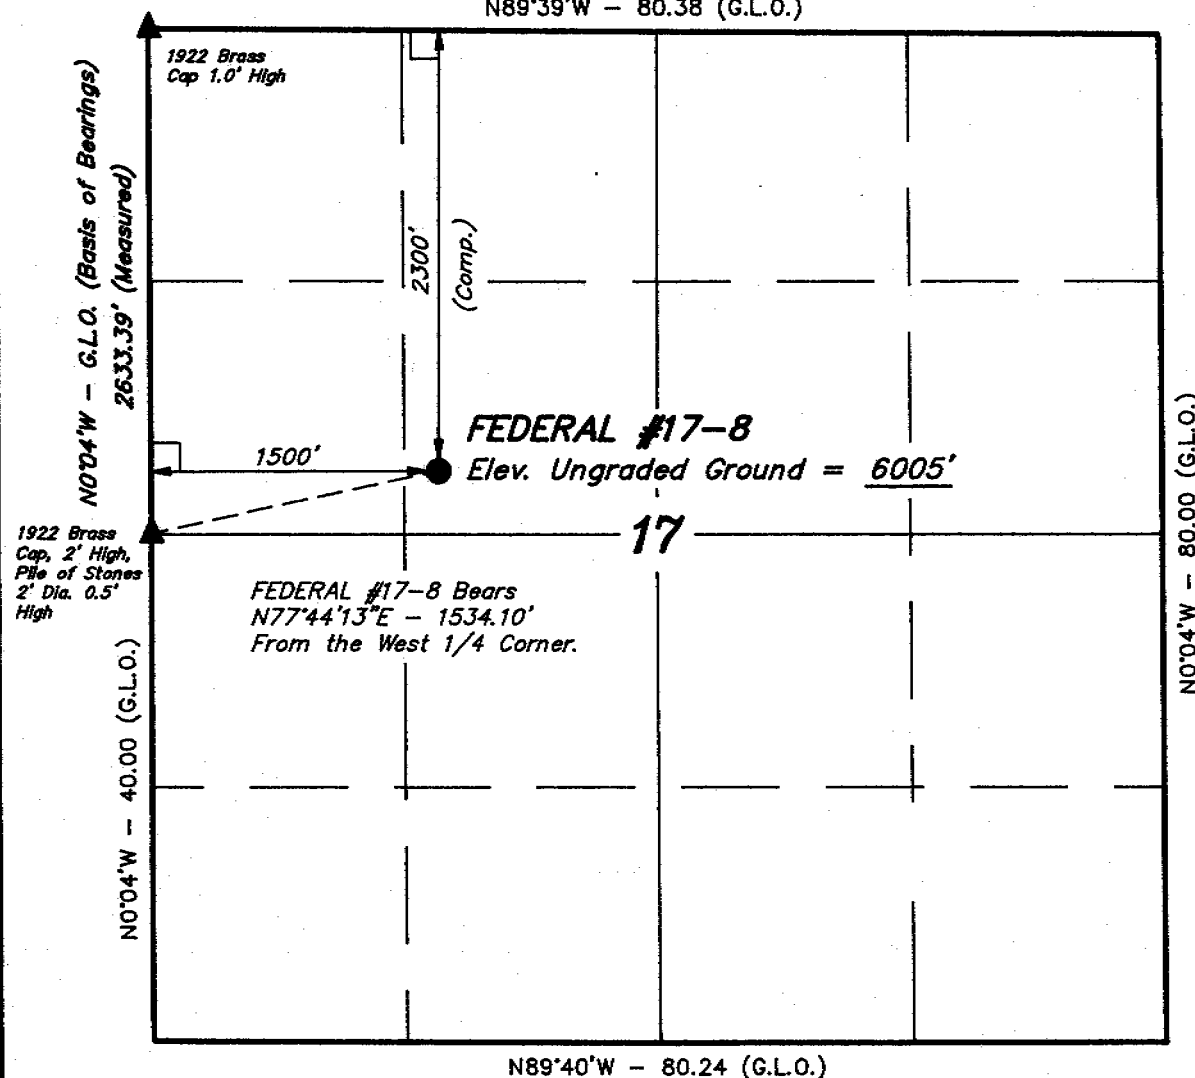 N89°39'W - 80.38 (G.L.O.)
1922 Brass
Cap 1.0' High
N0°04'W - G.L.O. (Basis of Bearings)
2633.39' (Measured)
2300'
(Comp.)
1500'
FEDERAL #17-8
Elev. Ungraded Ground = 6005'
17
1922 Brass
Cap, 2' High,
Pile of Stones
2' Dia. 0.5'
High
FEDERAL #17-8 Bears
N77°44'13"E - 1534.10'
From the West 1/4 Corner.
N0°04'W - 40.00 (G.L.O.)
N0°04'W - 80.00 (G.L.O.)
N89°40'W - 80.24 (G.L.O.)